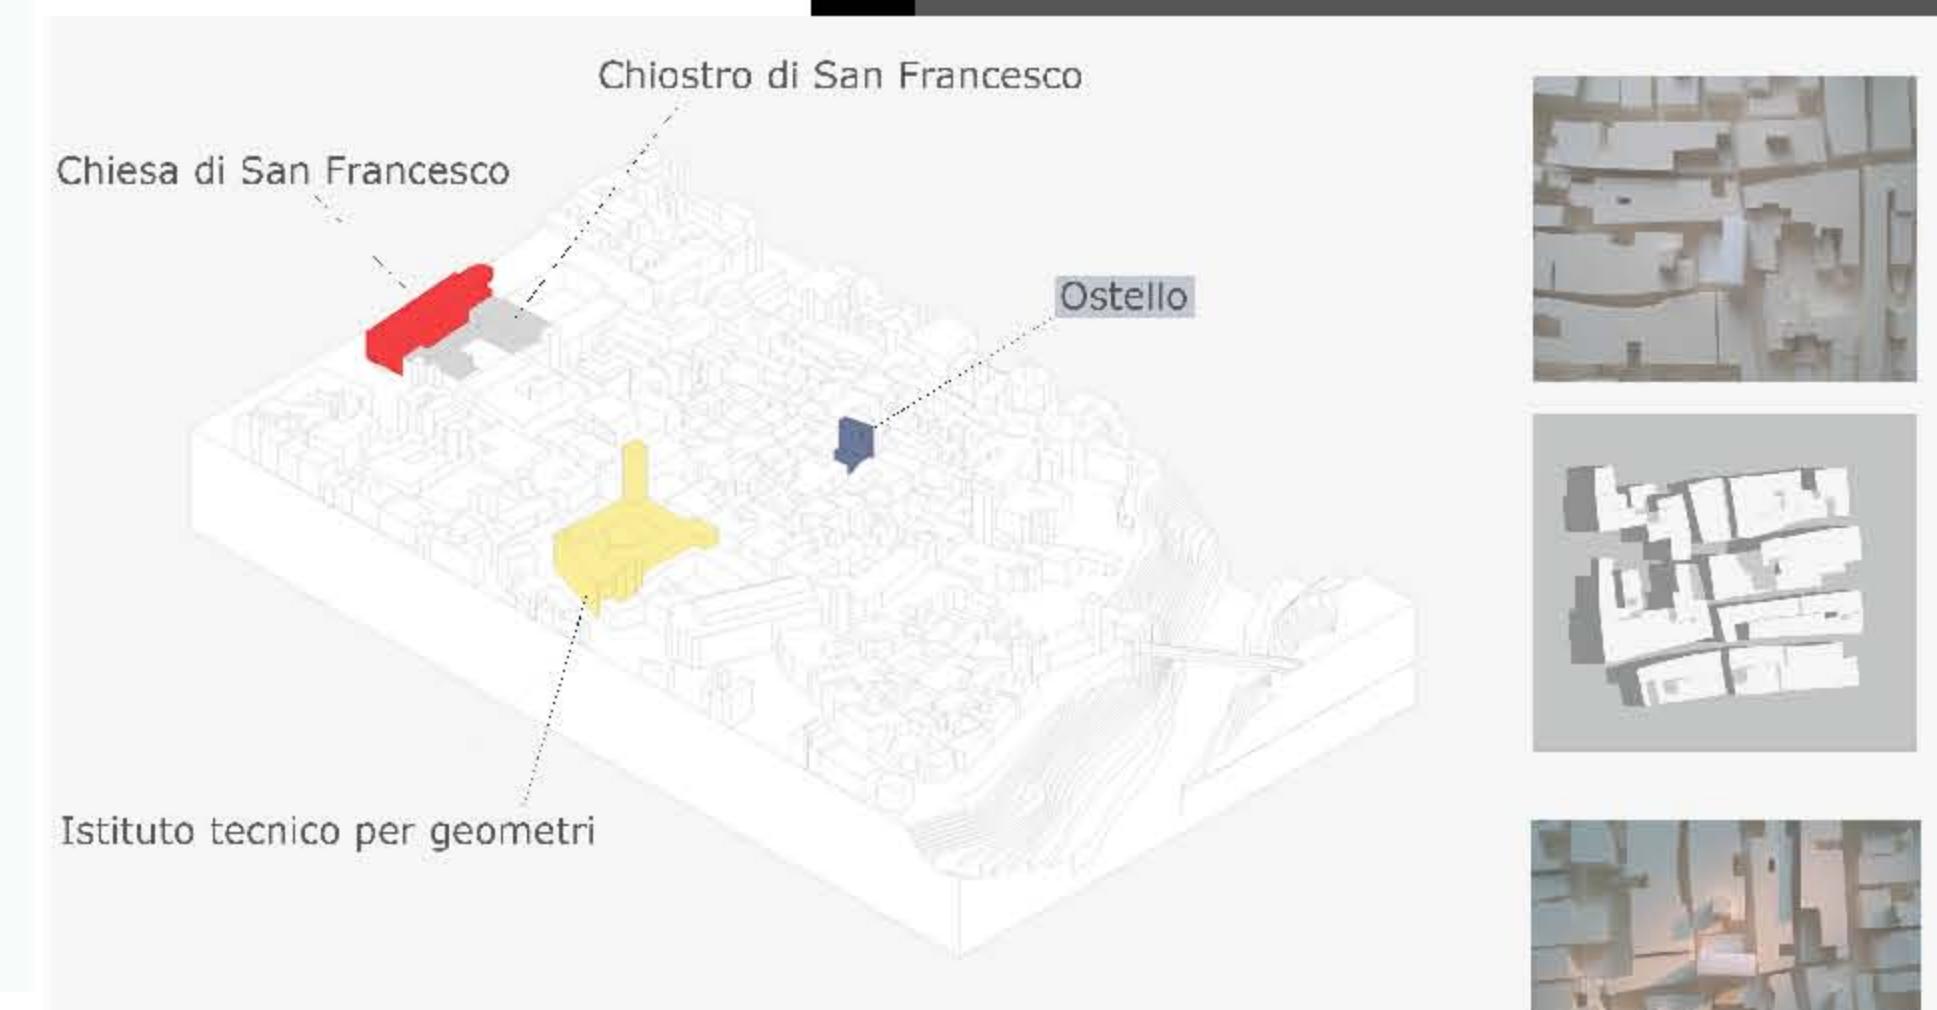 Chiostro di San Francesco
Chiesa di San Francesco
Ostello
Istituto tecnico per geometri